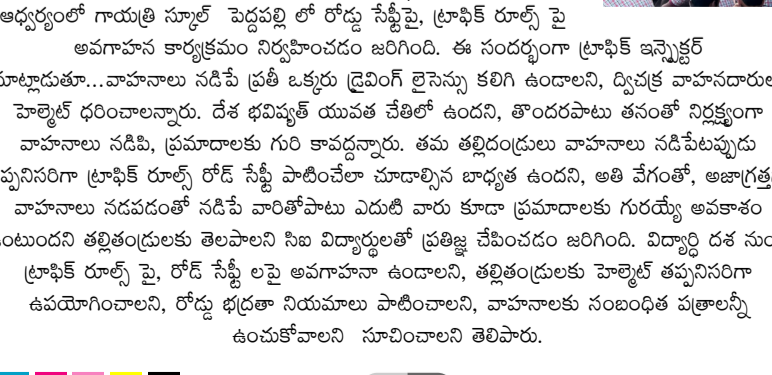 ఆధ్వర్యంలో గాయత్రి స్కూల్ పెద్దపల్లి లో రోడ్డు సేఫ్టీపై, ట్రాఫిక్ రూల్స్ పై
అవగాహన కార్యక్రమం నిర్వహించడం జరిగింది. ఈ సందర్భంగా ట్రాఫిక్ ఇన్స్పెక్టర్
మాట్లాడుతూ...వాహనాలు నడిపే ప్రతీ ఒక్కరు డ్రైవింగ్ లైసెన్సు కలిగి ఉండాలని, ద్విచక్ర వాహనదారులు
హెల్మెట్ ధరించాలన్నారు. దేశ భవిష్యత్ యువత చేతిలో ఉందని, తొందరపాటు తనంతో నిర్లక్ష్యంగా
వాహనాలు నడిపి, ప్రమాదాలకు గురి కావద్దన్నారు. తమ తల్లిదండ్రులు వాహనాలు నడిపేటప్పుడు
తప్పనిసరిగా ట్రాఫిక్ రూల్స్ రోడ్ సేఫ్టీ పాటించేలా చూడాల్సిన బాధ్యత ఉందని, అతి వేగంతో, అజాగ్రత్తగా
వాహనాలు నడపడంతో నడిపే వారితోపాటు ఎదుటి వారు కూడా ప్రమాదాలకు గురయ్యే అవకాశం
ఉంటుందని తల్లితండ్రులకు తెలపాలని సిఐ విద్యార్థులతో ప్రతిజ్ఞ చేపించడం జరిగింది. విద్యార్థి దశ నుండి
ట్రాఫిక్ రూల్స్ పై, రోడ్ సేఫ్టీ లపై అవగాహనా ఉండాలని, తల్లితండ్రులకు హెల్మెట్ తప్పనిసరిగా
ఉపయోగించాలని, రోడ్డు భద్రతా నియమాలు పాటించాలని, వాహనాలకు సంబంధిత పత్రాలన్నీ
ఉంచుకోవాలని సూచించాలని తెలిపారు.